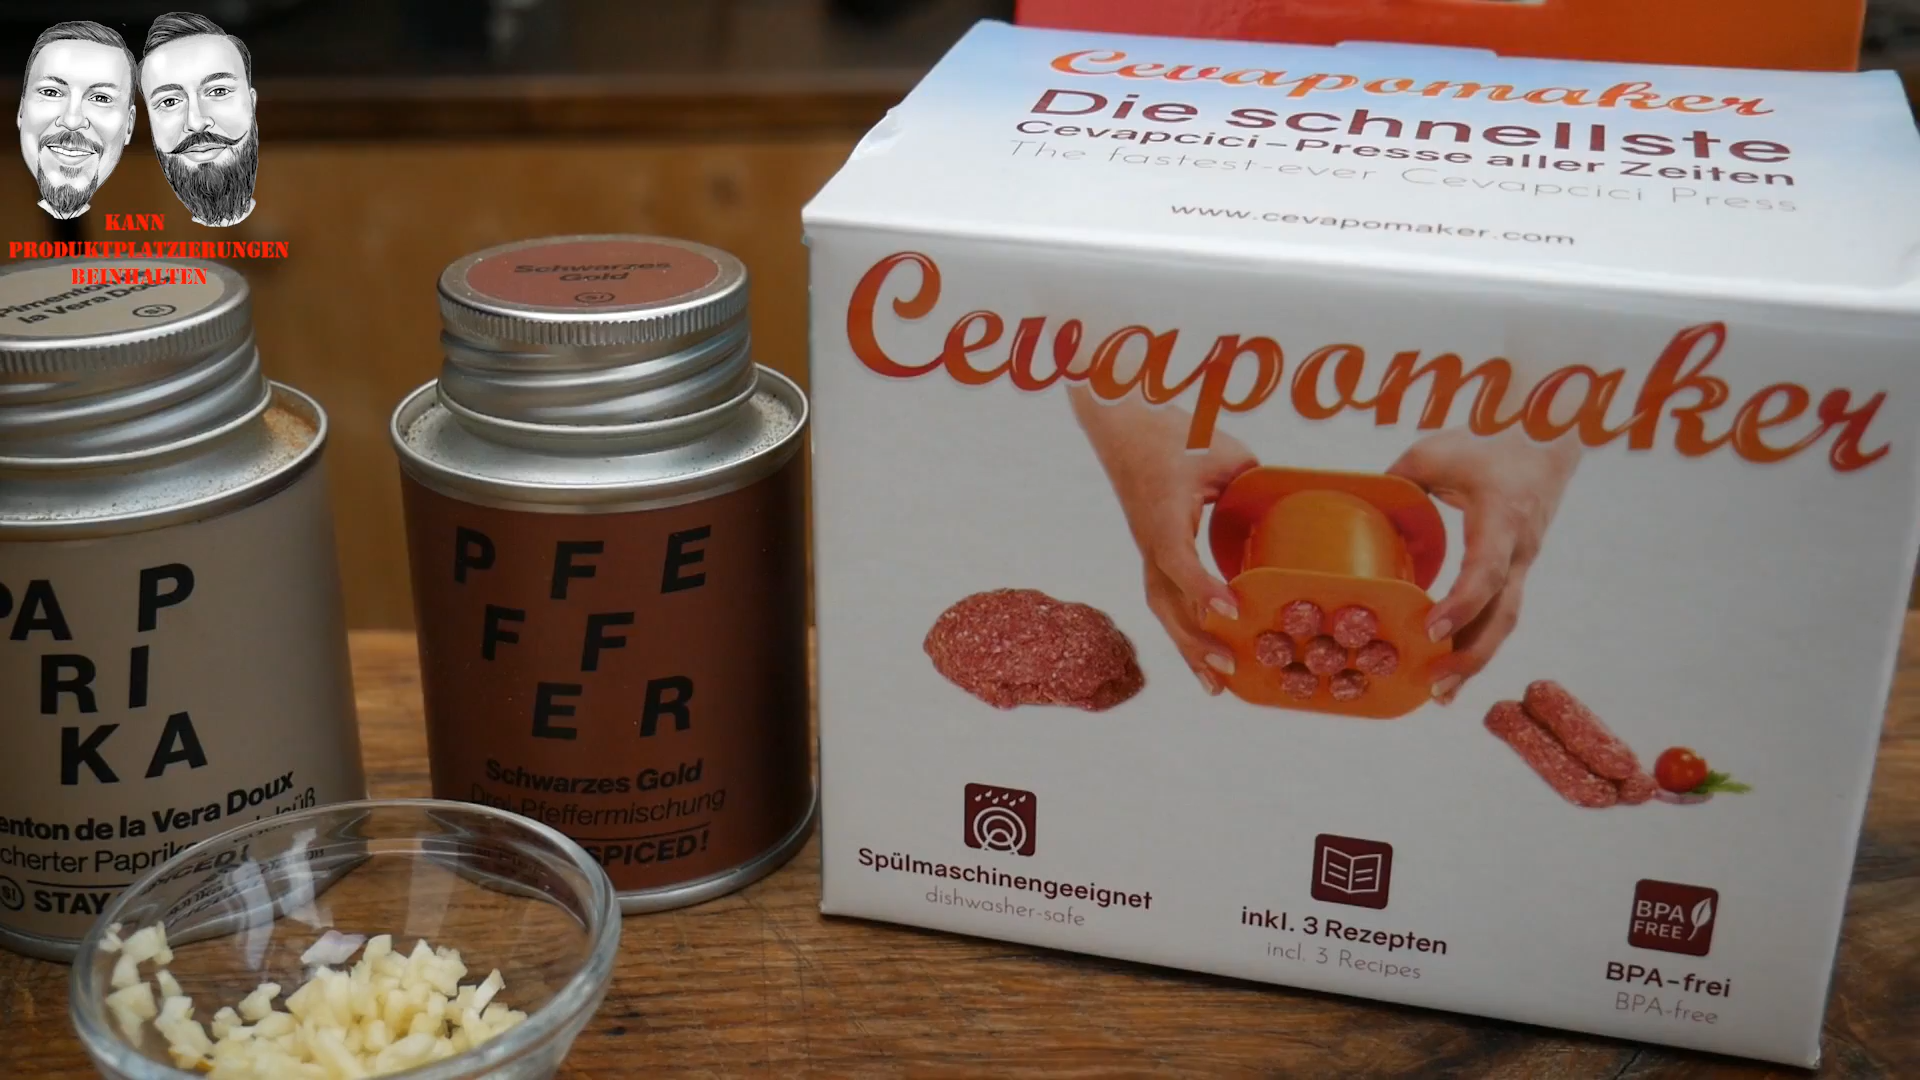 KANN
PRODUKTPLATZIERUNGEN
BEINHALTEN
la Vera
PA P
RI
KA
enton de la Vera Doux
STAY
Schwarzes
Gold
S!
PFE
FF
ER
Schwarzes Gold
Drei-Pfeffermischung
SPICED!
Cevapomaker
Die schnellste
Cevapcici-Presse aller Zeiten
The fastest-ever Cevapcici Press
www.cevapomaker.com
Cevapomaker
Spülmaschinengeeignet
dishwasher-safe
inkl. 3 Rezepten
incl. 3 Recipes
BPA
FREE
BPA-frei
BPA-free